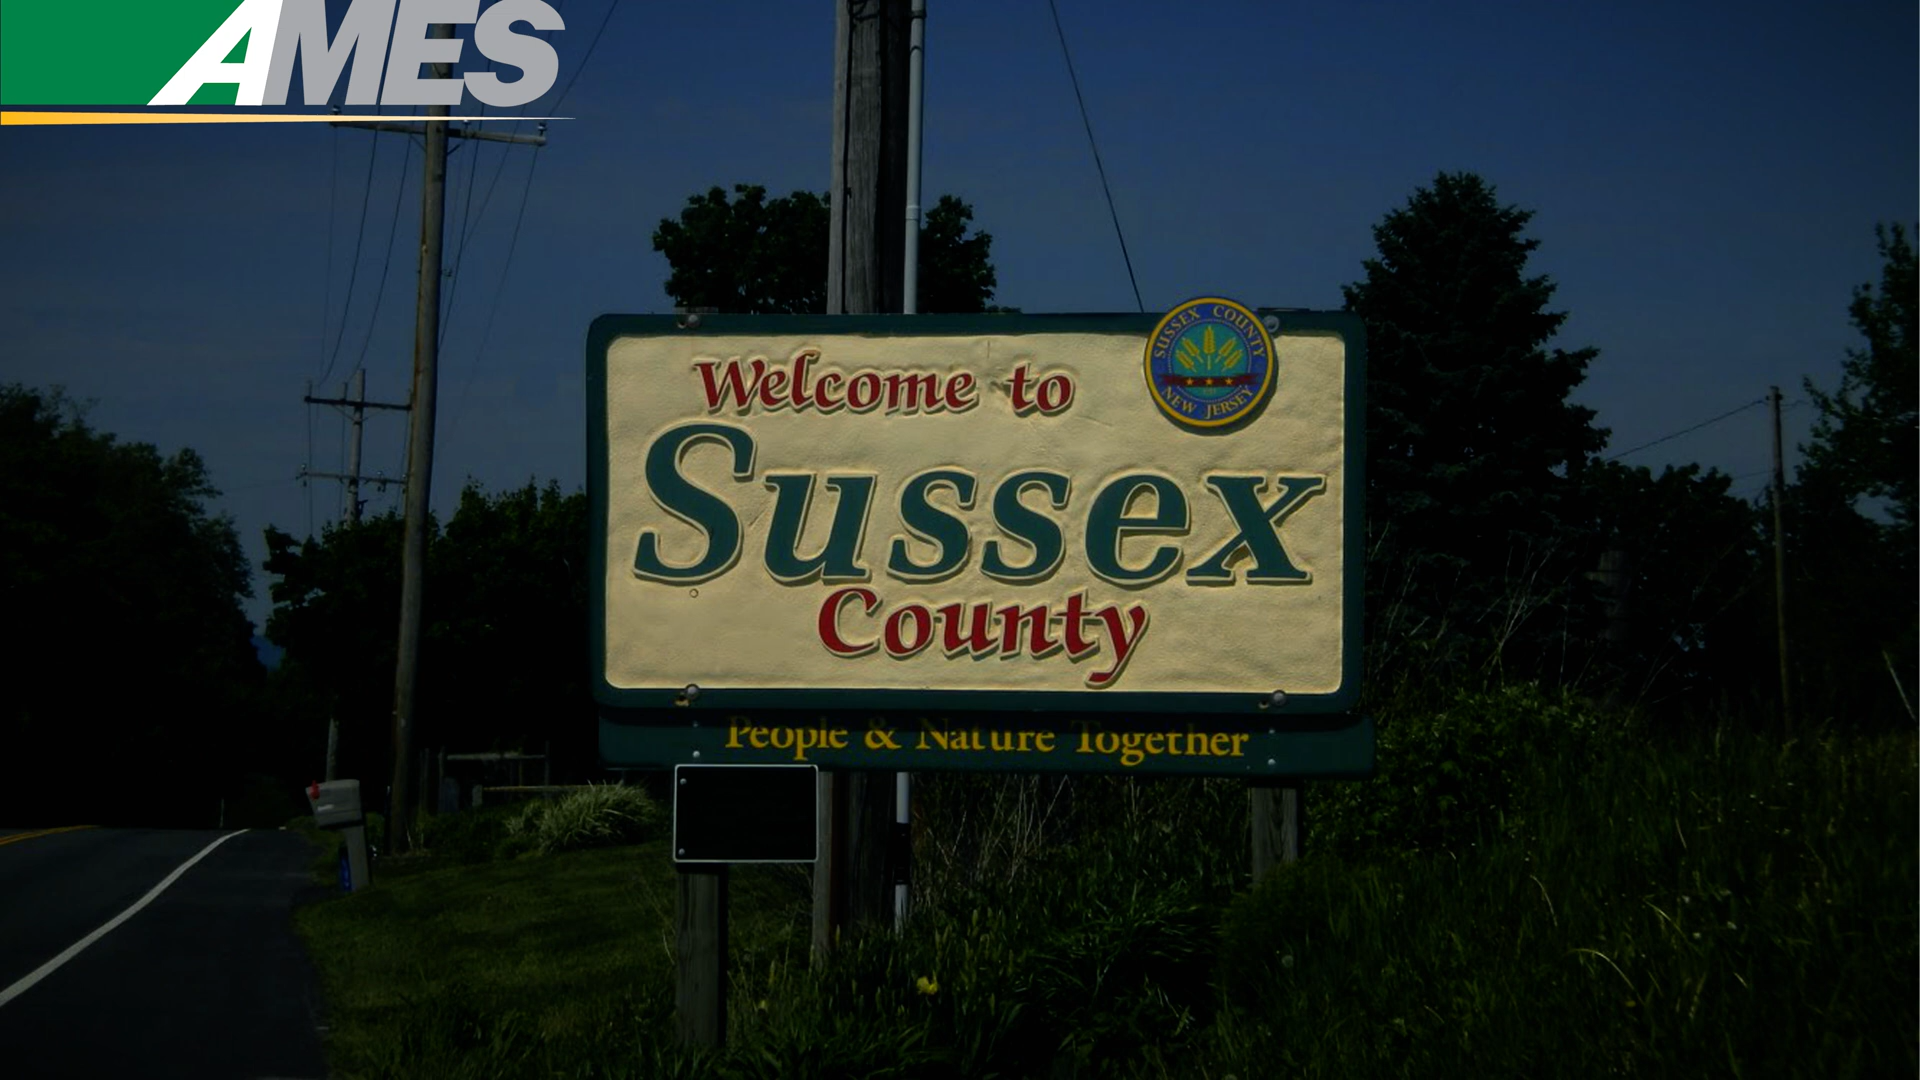 AMES
SUSSEX COUNTY
NEW JERSEY
Welcome to
Sussex
County
People & Nature Together